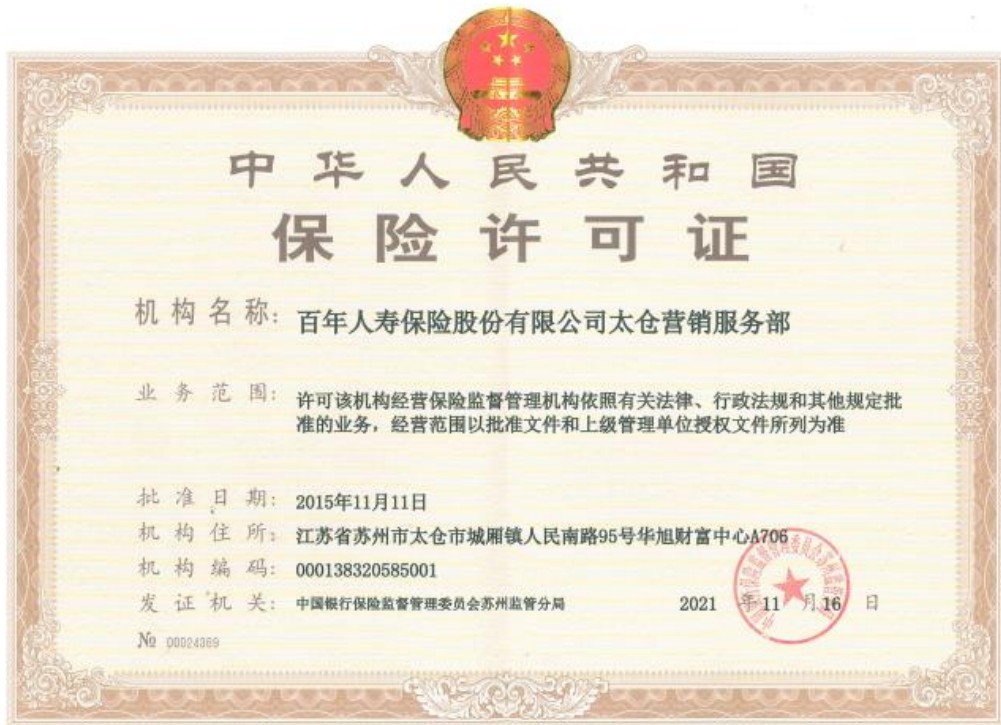 中华人民共和国
保险许可证
机构名称: 百年人寿保险股份有限公司太仓营销服务部
业务范围: 许可该机构经营保险监督管理机构依照有关法律、行政法规和其他规定批
准的业务，经营范围以批准文件和上级管理单位授权文件所列为准
批准日期: 2015年11月11日
机构住所: 江苏省苏州市太仓市城厢镇人民南路95号华旭财富中心A706
机构编码: 000138320585001
发证机关: 中国银行保险监督管理委员会苏州监管分局 2021 年 11 月 16 日
№ 00024369